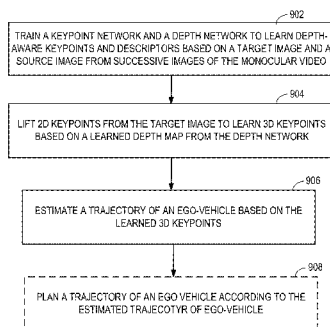 902
TRAIN A KEYPOINT NETWORK AND A DEPTH NETWORK TO LEARN DEPTH-
AWARE KEYPOINTS AND DESCRIPTORS BASED ON A TARGET IMAGE AND A
SOURCE IMAGE FROM SUCCESSIVE IMAGES OF THE MONOCULAR VIDEO
904
LIFT 2D KEYPOINTS FROM THE TARGET IMAGE TO LEARN 3D KEYPOINTS
BASED ON A LEARNED DEPTH MAP FROM THE DEPTH NETWORK
906
ESTIMATE A TRAJECTORY OF AN EGO-VEHICLE BASED ON THE
LEARNED 3D KEYPOINTS
908
PLAN A TRAJECTORY OF AN EGO VEHICLE ACCORDING TO THE
ESTIMATED TRAJECOTYR OF EGO-VEHICLE